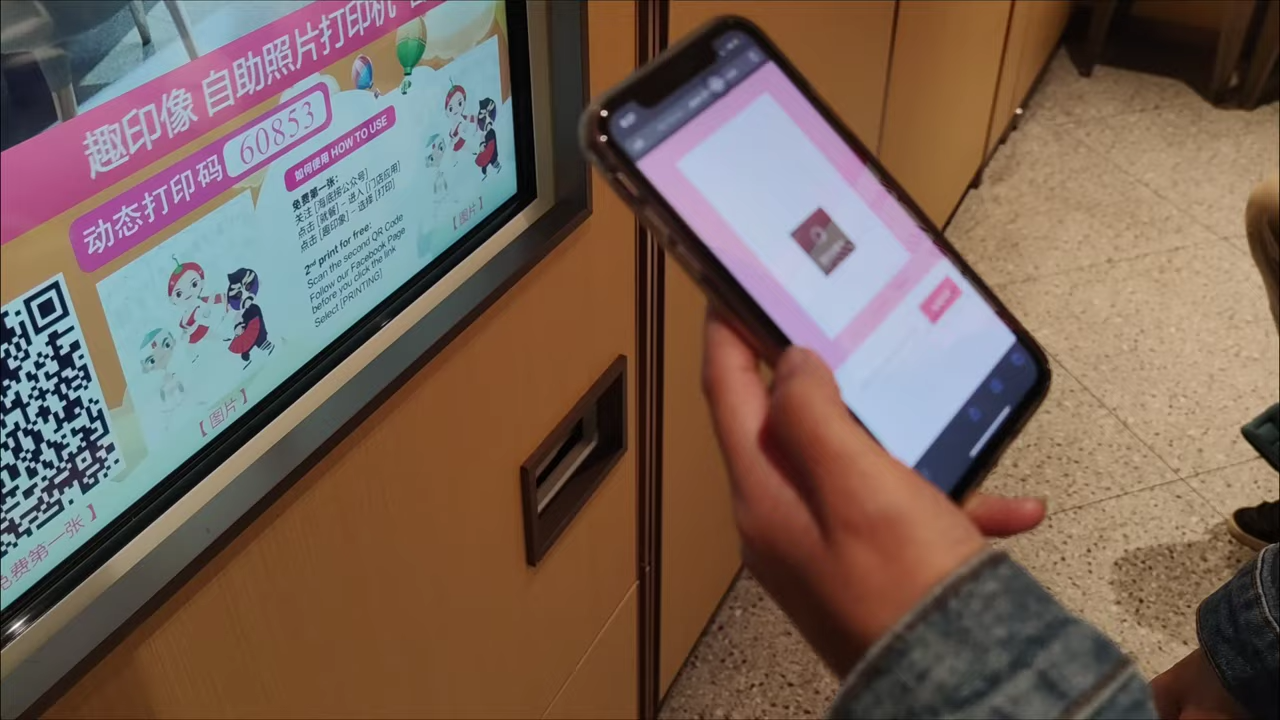 趣印像 自助照片打印机
动态打印码 60853
如何使用 HOW TO USE
免费第一张:
关注 [海底捞公众号]
点击 [就餐] – 进入 [门店应用]
点击 [趣印象] – 选择 [打印]
2nd print for free:
Scan the second QR Code
Follow our Facebook Page
before you click the link
Select [PRINTING]
【图片】
【图片】
免费第一张】